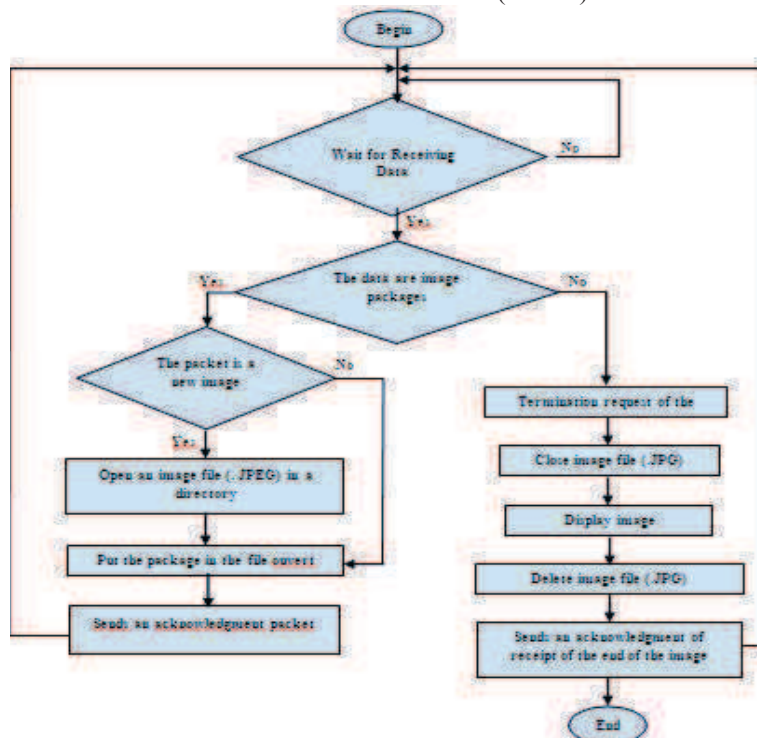 Begin
Wait for Receiving
Data
No
Yes
The data are image
packages
Yes
No
The packet is a
new image
No
Yes
Open an image file (.JPEG) in a
directory
Put the package in the file ouvert
Sends an acknowledgment packet
Termination request of the
Close image file (.JPG)
Display image
Delete image file (.JPG)
Sends an acknowledgment of
receipt of the end of the image
End